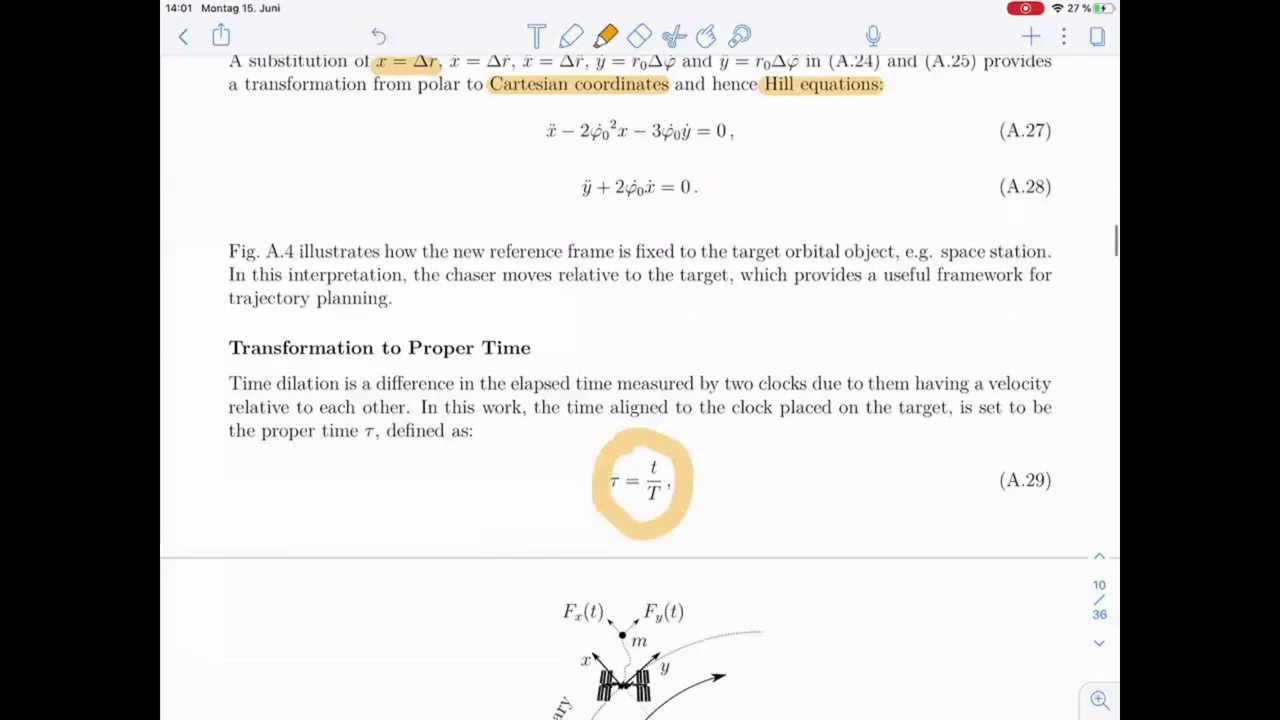 14:01 Montag 15. Juni
27 %
A substitution of x = Δr, ẋ = Δṙ, ẍ = Δr̈, ẏ = r₀Δφ̇ and ÿ = r₀Δφ̈ in (A.24) and (A.25) provides
a transformation from polar to Cartesian coordinates and hence Hill equations:
ẍ − 2φ̇₀²x − 3φ̇₀ẏ = 0 , (A.27)
ÿ + 2φ̇₀ẋ = 0 . (A.28)
Fig. A.4 illustrates how the new reference frame is fixed to the target orbital object, e.g. space station.
In this interpretation, the chaser moves relative to the target, which provides a useful framework for
trajectory planning.
Transformation to Proper Time
Time dilation is a difference in the elapsed time measured by two clocks due to them having a velocity
relative to each other. In this work, the time aligned to the clock placed on the target, is set to be
the proper time τ, defined as:
τ = t/T , (A.29)
10
/
36
Fx(t) Fy(t)
m
x y
ary